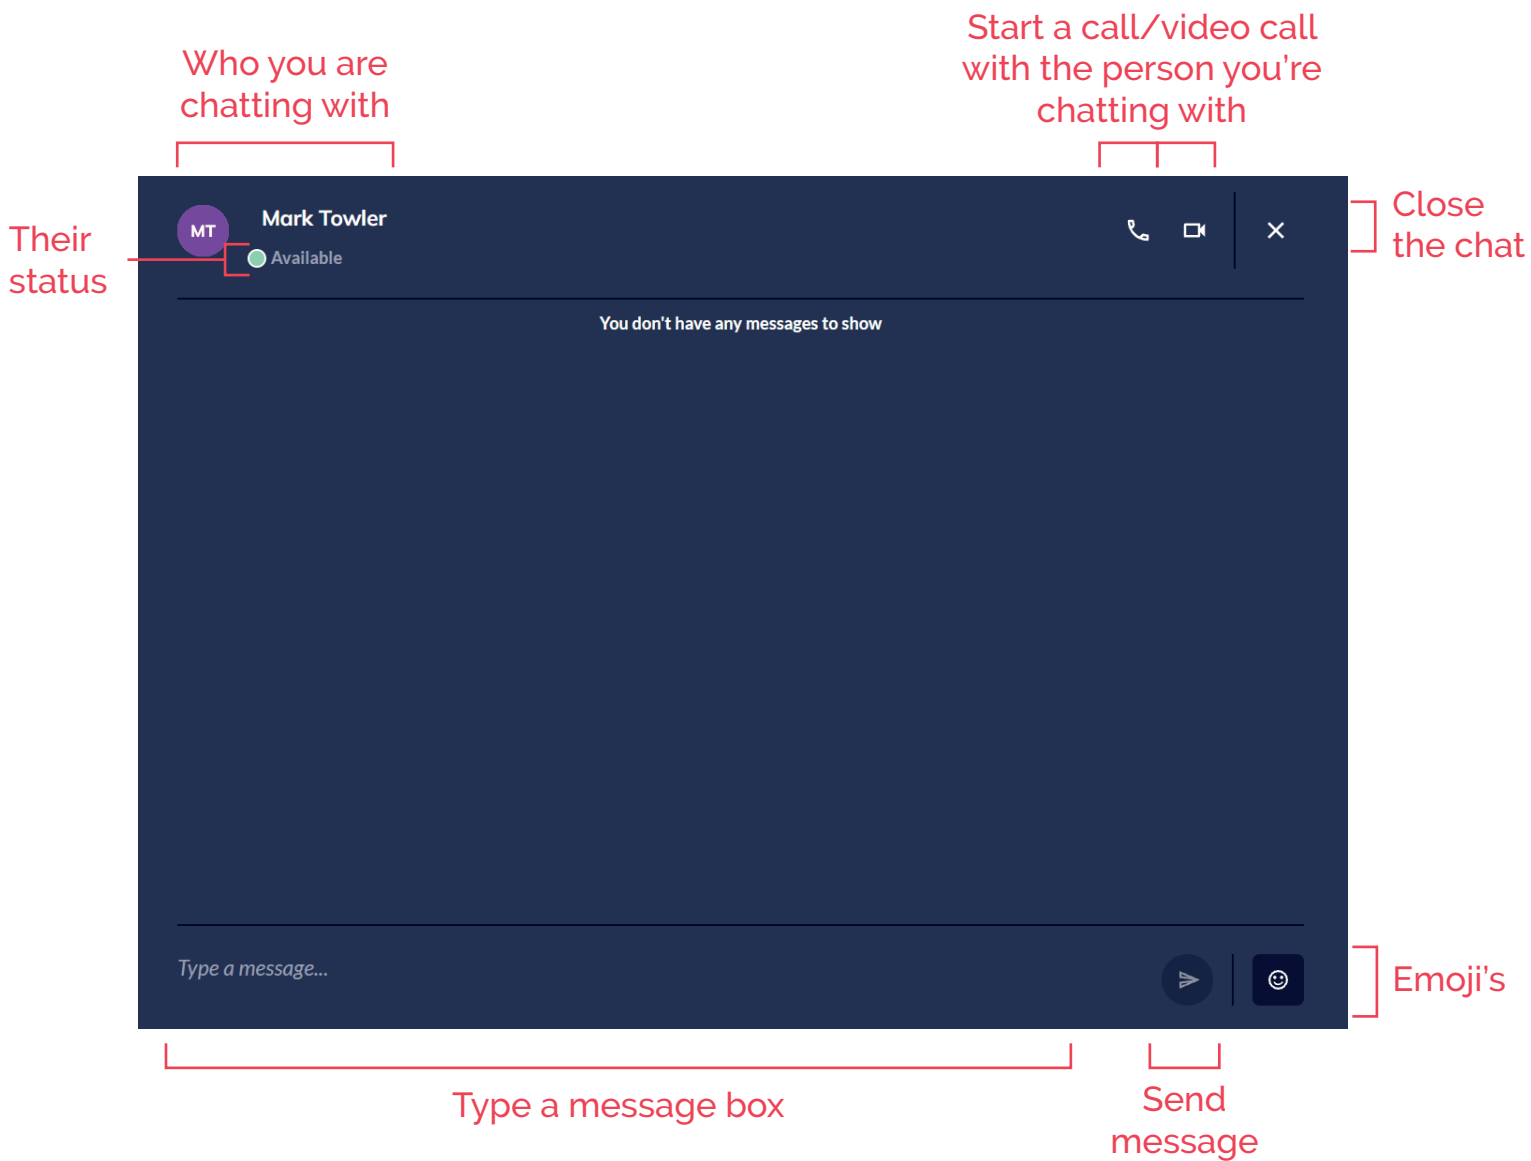 Who you are
chatting with
Start a call/video call
with the person you're
chatting with
Their
status
MT
Mark Towler
Available
Close
the chat
You don't have any messages to show
Type a message...
Emoji's
Type a message box
Send
message